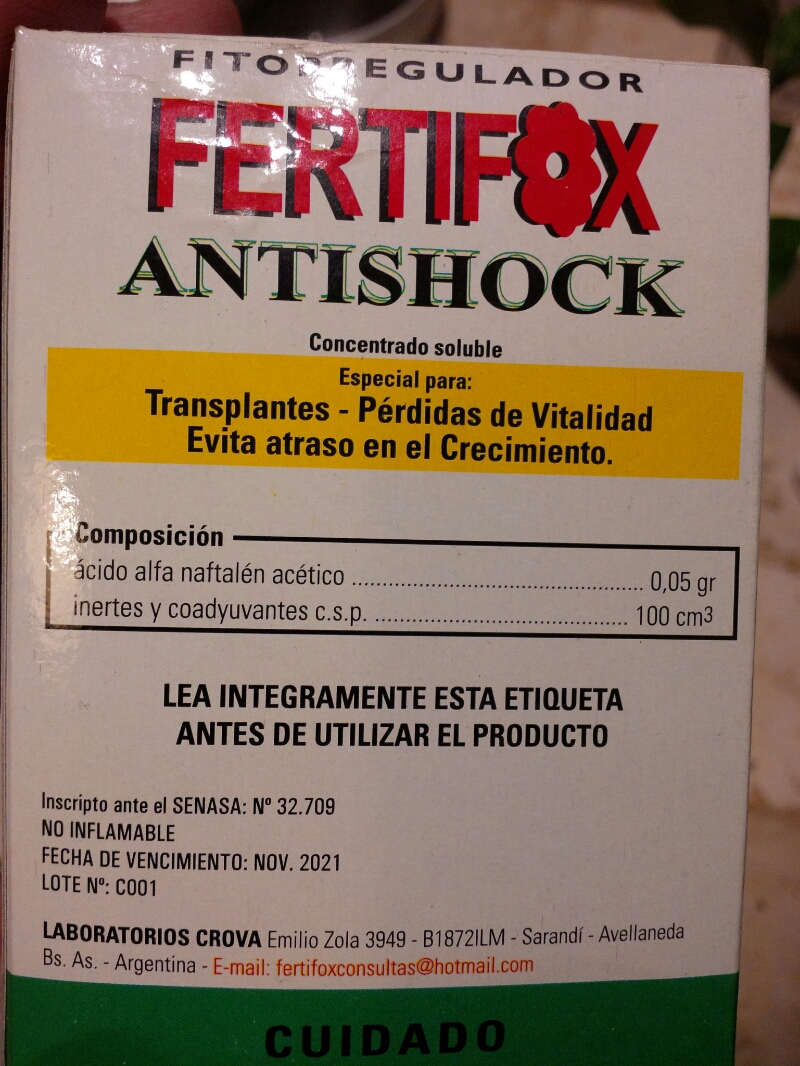 FITORREGULADOR
FERTIFOX
ANTISHOCK
Concentrado soluble
Especial para:
Transplantes - Pérdidas de Vitalidad
Evita atraso en el Crecimiento.
Composición
ácido alfa naftalén acético ........................................... 0,05 gr
inertes y coadyuvantes c.s.p. ...................................... 100 cm3
LEA INTEGRAMENTE ESTA ETIQUETA
ANTES DE UTILIZAR EL PRODUCTO
Inscripto ante el SENASA: Nº 32.709
NO INFLAMABLE
FECHA DE VENCIMIENTO: NOV. 2021
LOTE Nº: C001
LABORATORIOS CROVA Emilio Zola 3949 - B1872ILM - Sarandí - Avellaneda
Bs. As. - Argentina - E-mail: fertifoxconsultas@hotmail.com
CUIDADO